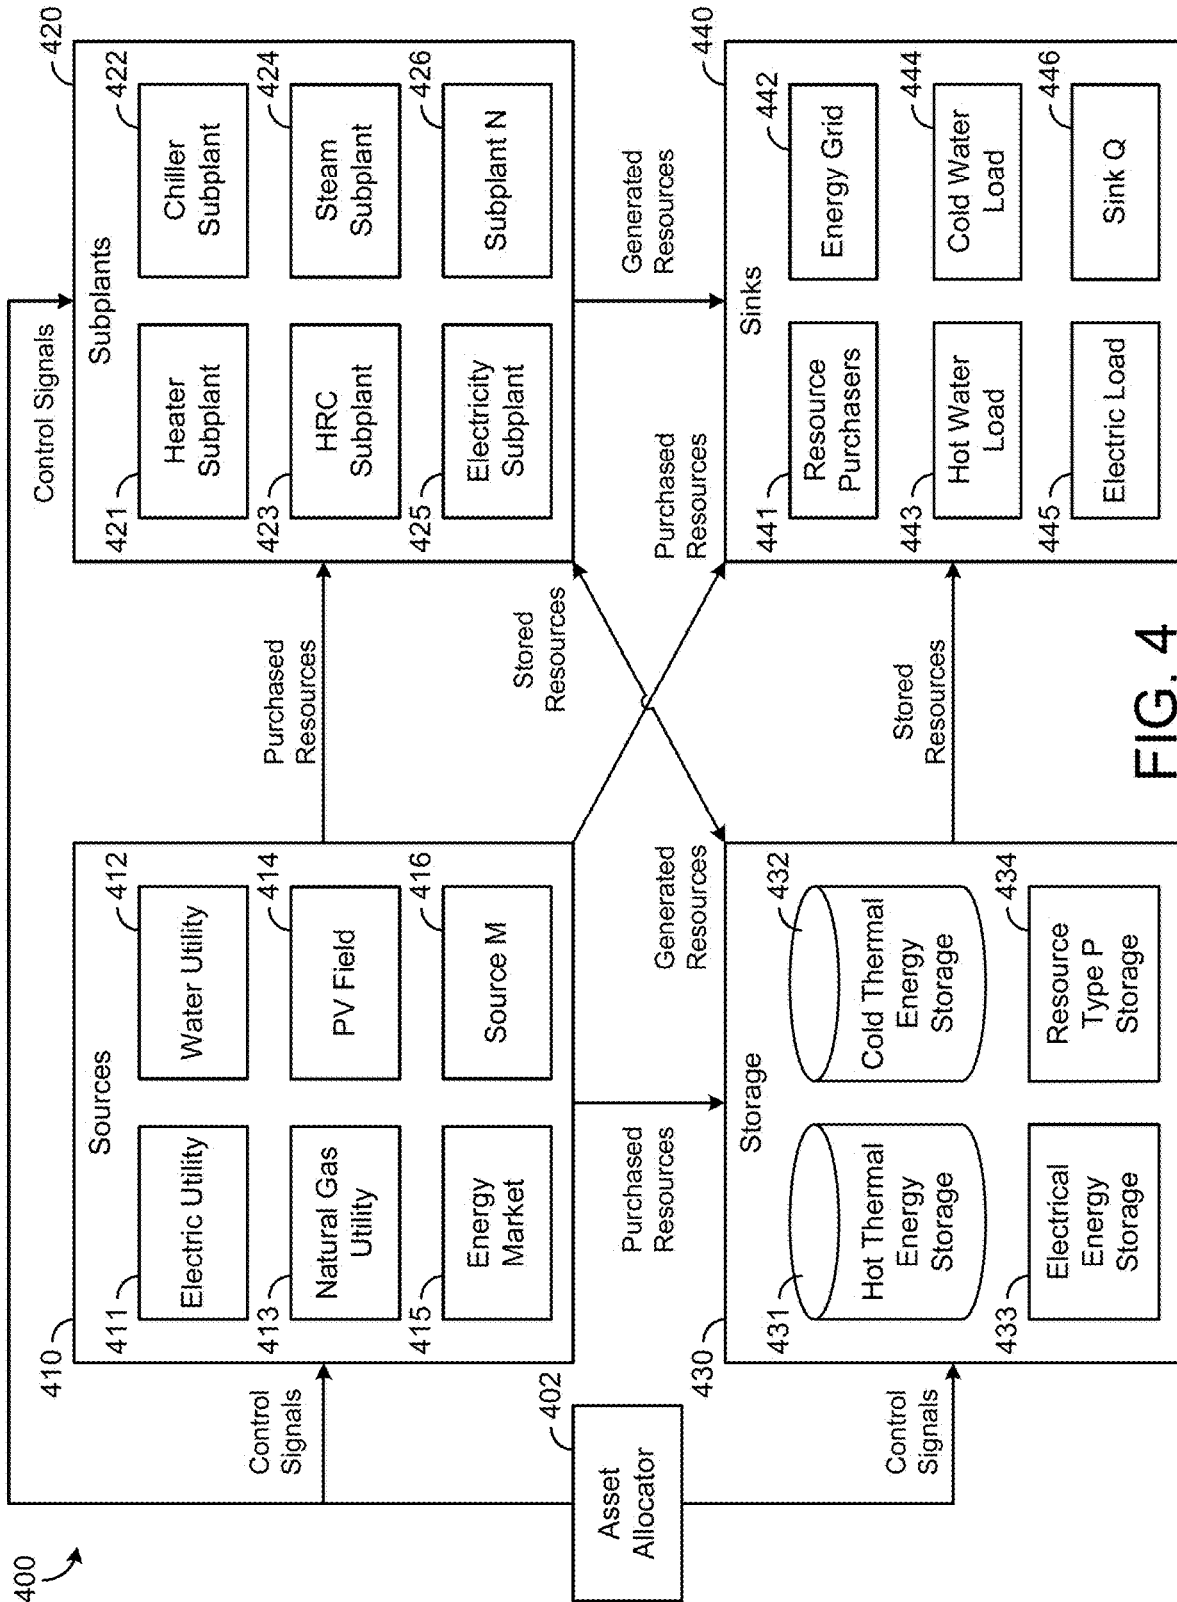 400
Control Signals
420
Subplants
421
Heater
Subplant
422
Chiller
Subplant
423
HRC
Subplant
424
Steam
Subplant
425
Electricity
Subplant
426
Subplant N
410
Sources
411
Electric Utility
412
Water Utility
413
Natural Gas
Utility
414
PV Field
415
Energy
Market
416
Source M
Control
Signals
Purchased
Resources
402
Asset
Allocator
Stored
Resources
Purchased
Resources
Generated
Resources
Purchased
Resources
Generated
Resources
430
Storage
431
Hot Thermal
Energy
Storage
432
Cold Thermal
Energy
Storage
433
Electrical
Energy
Storage
434
Resource
Type P
Storage
Control
Signals
Stored
Resources
440
Sinks
441
Resource
Purchasers
442
Energy Grid
443
Hot Water
Load
444
Cold Water
Load
445
Electric Load
446
Sink Q
FIG. 4